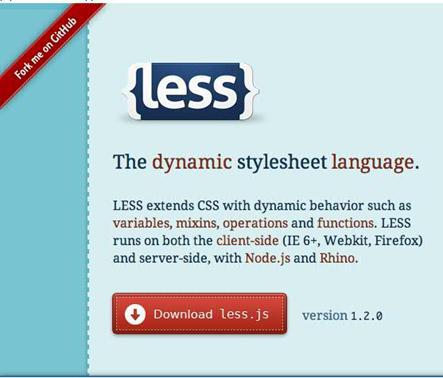 Fork me on GitHub
{less}
The dynamic stylesheet language.
LESS extends CSS with dynamic behavior such as
variables, mixins, operations and functions. LESS
runs on both the client-side (IE 6+, Webkit, Firefox)
and server-side, with Node.js and Rhino.
Download less.js
version 1.2.0